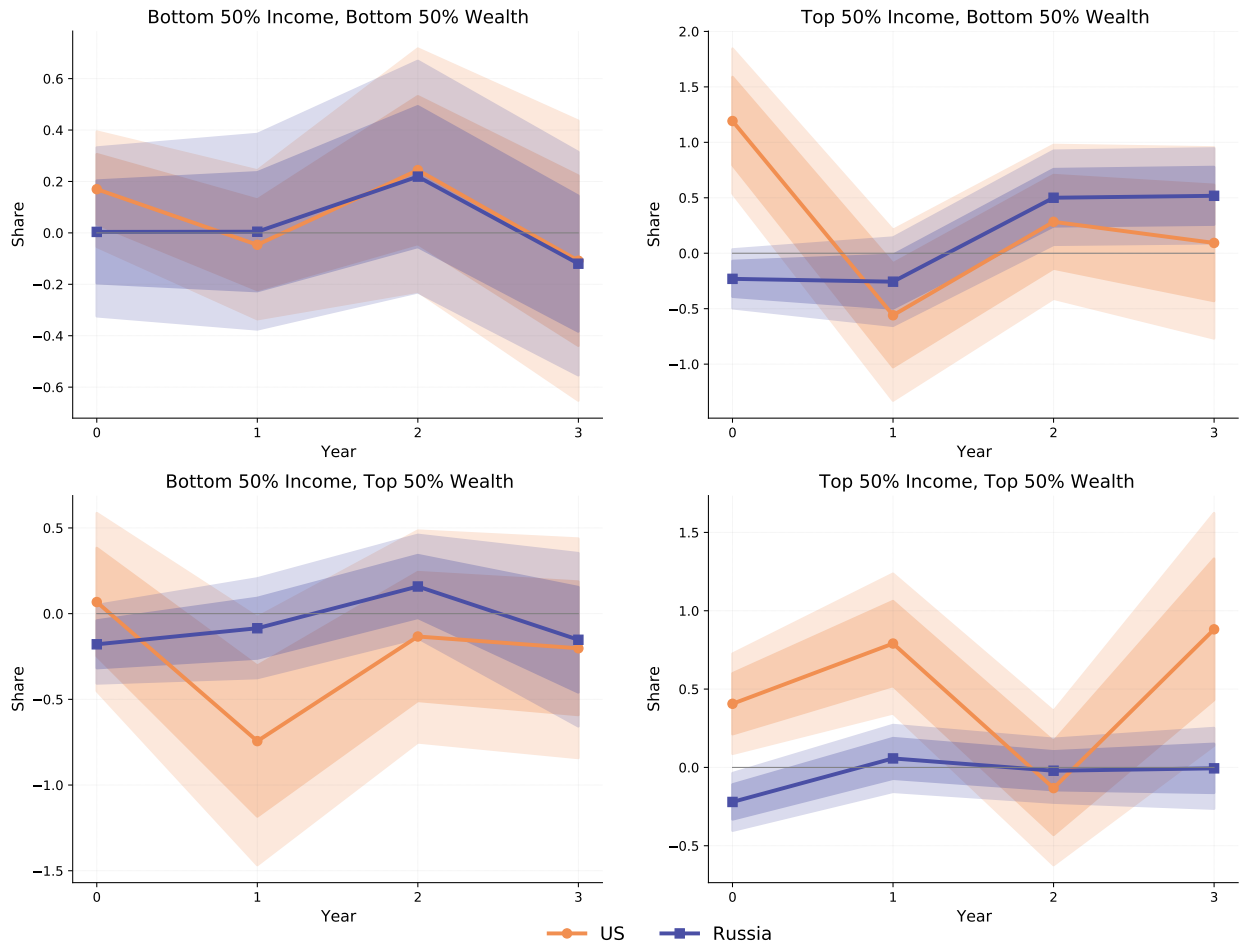 Bottom 50% Income, Bottom 50% Wealth
Share
0.6
0.4
0.2
0.0
−0.2
−0.4
−0.6
0 1 2 3
Year
Top 50% Income, Bottom 50% Wealth
Share
2.0
1.5
1.0
0.5
0.0
−0.5
−1.0
0 1 2 3
Year
Bottom 50% Income, Top 50% Wealth
Share
0.5
0.0
−0.5
−1.0
−1.5
0 1 2 3
Year
Top 50% Income, Top 50% Wealth
Share
1.5
1.0
0.5
0.0
−0.5
0 1 2 3
Year
US Russia